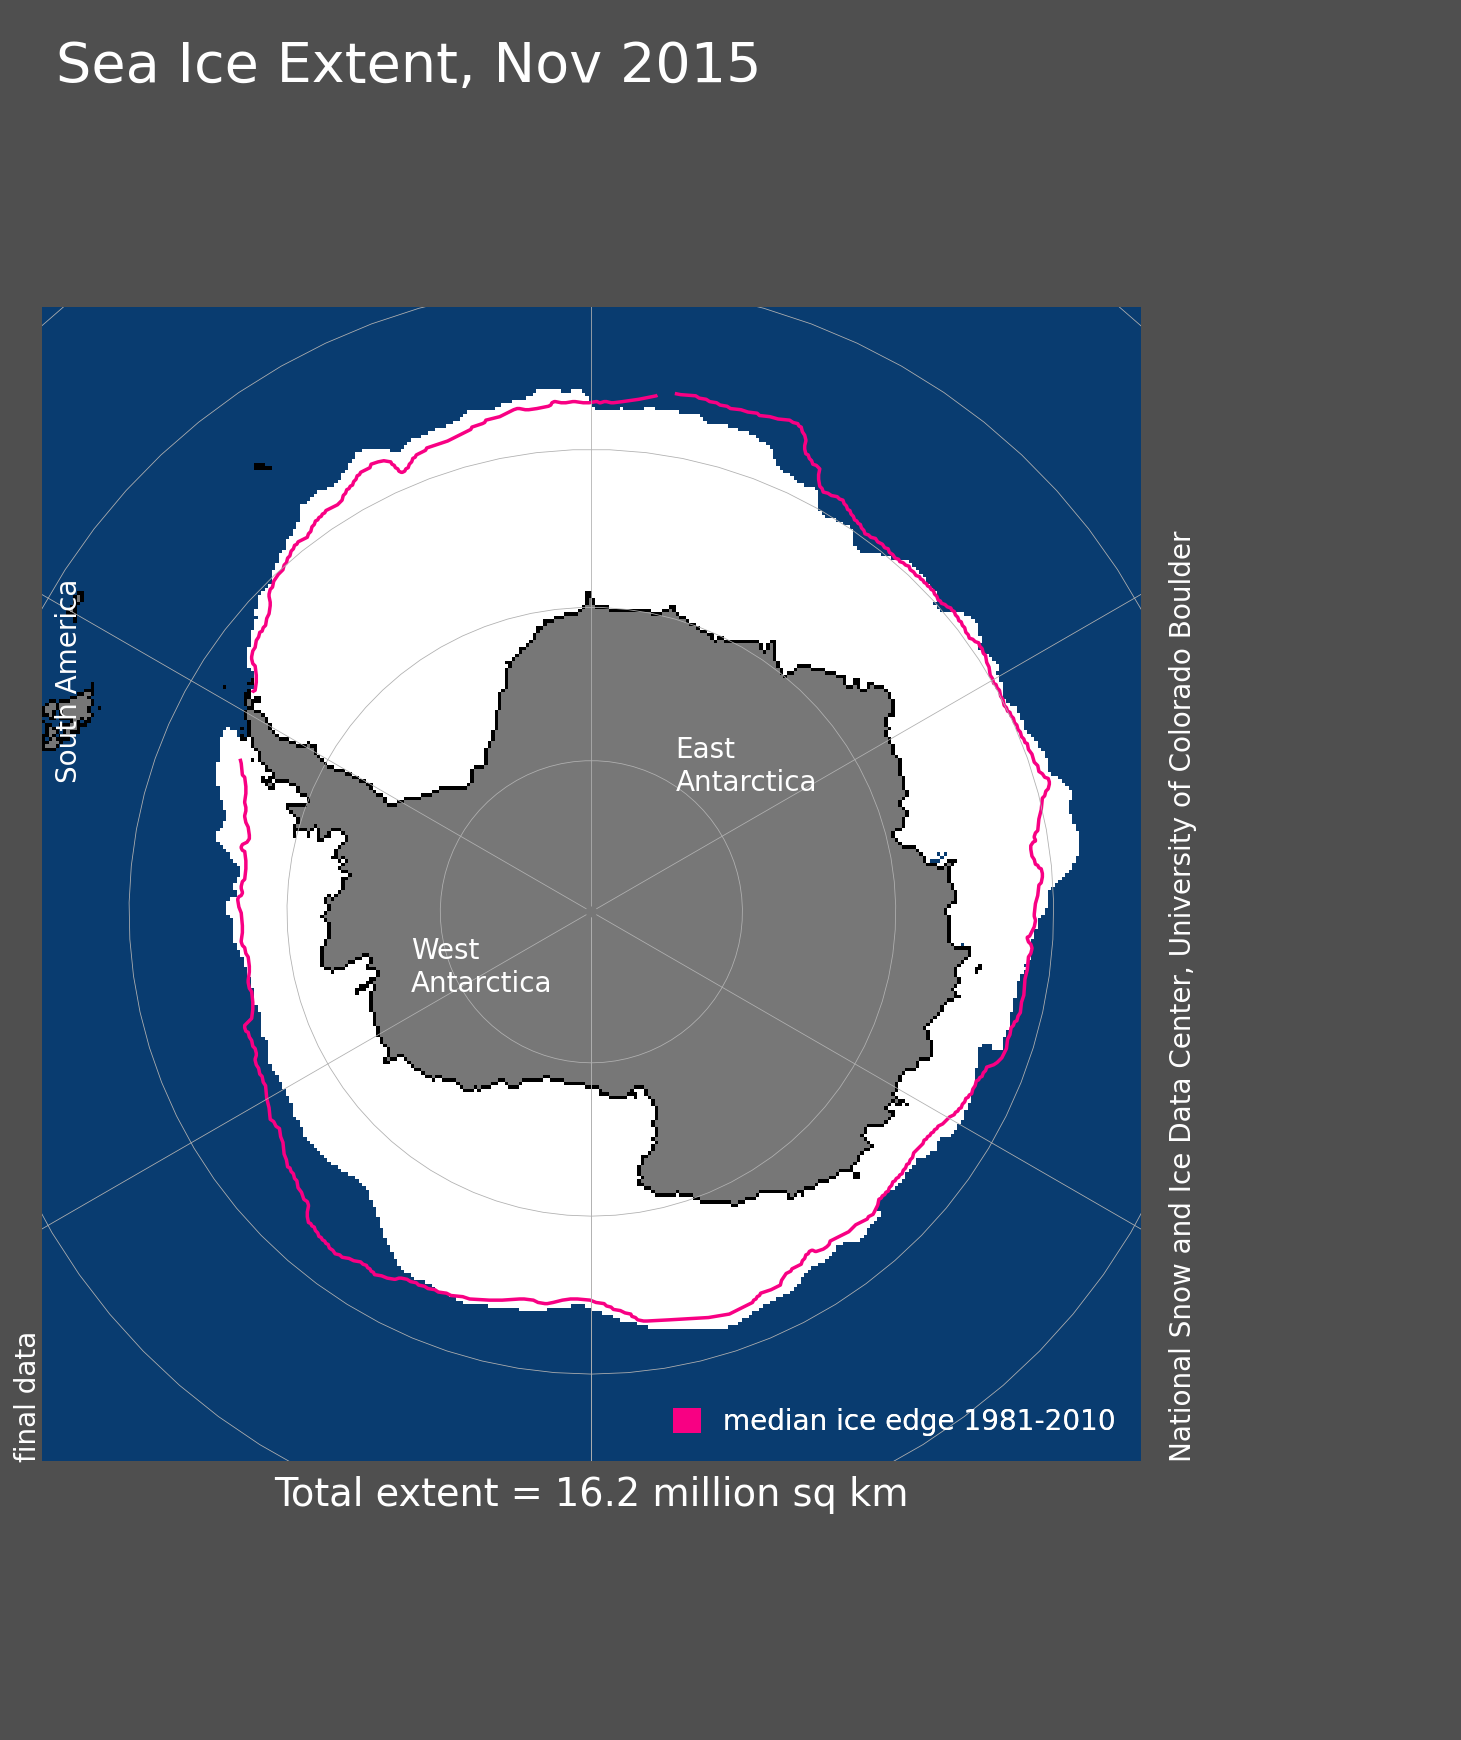 Sea Ice Extent, Nov 2015
South America
East
Antarctica
West
Antarctica
median ice edge 1981-2010
final data
National Snow and Ice Data Center, University of Colorado Boulder
Total extent = 16.2 million sq km